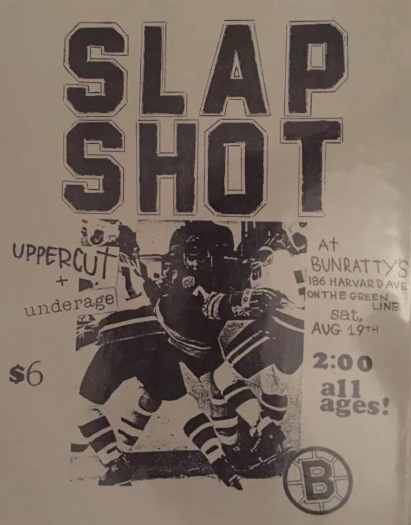 SLAP
SHOT
UPPERCUT
+
underage
$6
At
BUNRATTY'S
186 HARVARD AVE
ON THE GREEN
LINE
sat,
AUG 19TH
2:00
all
ages!
B